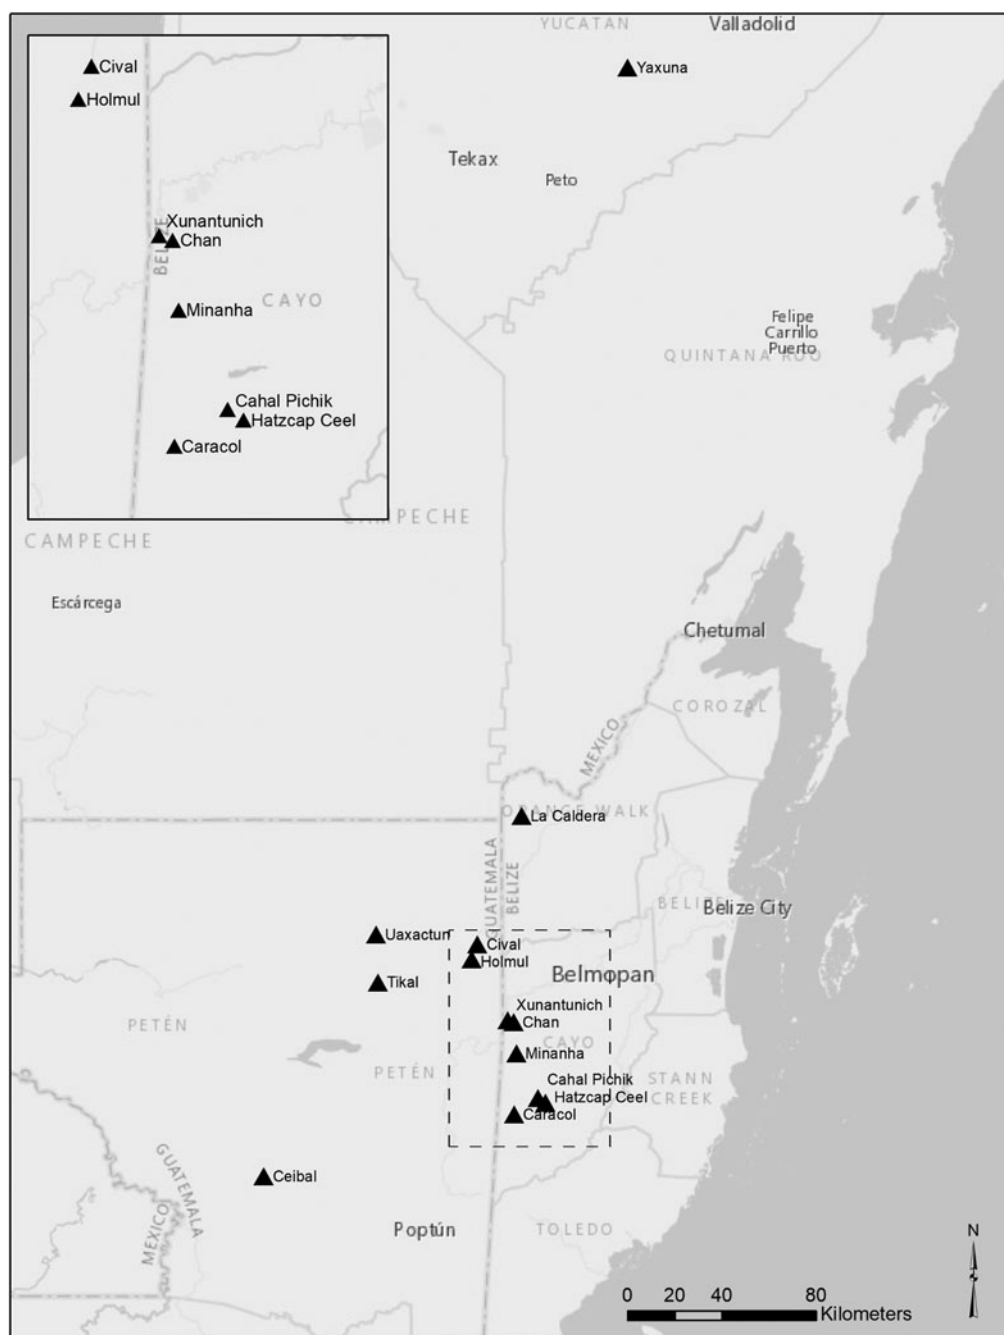 YUCATAN
Valladolid
Yaxuna
Tekax
Peto
Felipe
Carrillo
Puerto
QUINTANA ROO
Cival
Holmul
Xunantunich
Chan
BELIZE
Minanha
CAYO
Cahal Pichik
Hatzcap Ceel
Caracol
CAMPECHE
CAMPECHE
Escárcega
Chetumal
COROZAL
MEXICO
ORANGE WALK
La Caldera
GUATEMALA
BELIZE
BELIZE
Belize City
Uaxactun
Cival
Holmul
Tikal
Belmopan
PETÉN
Xunantunich
Chan
CAYO
Minanha
PETÉN
Cahal Pichik
Hatzcap Ceel
Caracol
STANN
CREEK
Ceibal
GUATEMALA
MEXICO
Poptún
TOLEDO
N
0 20 40 80
Kilometers